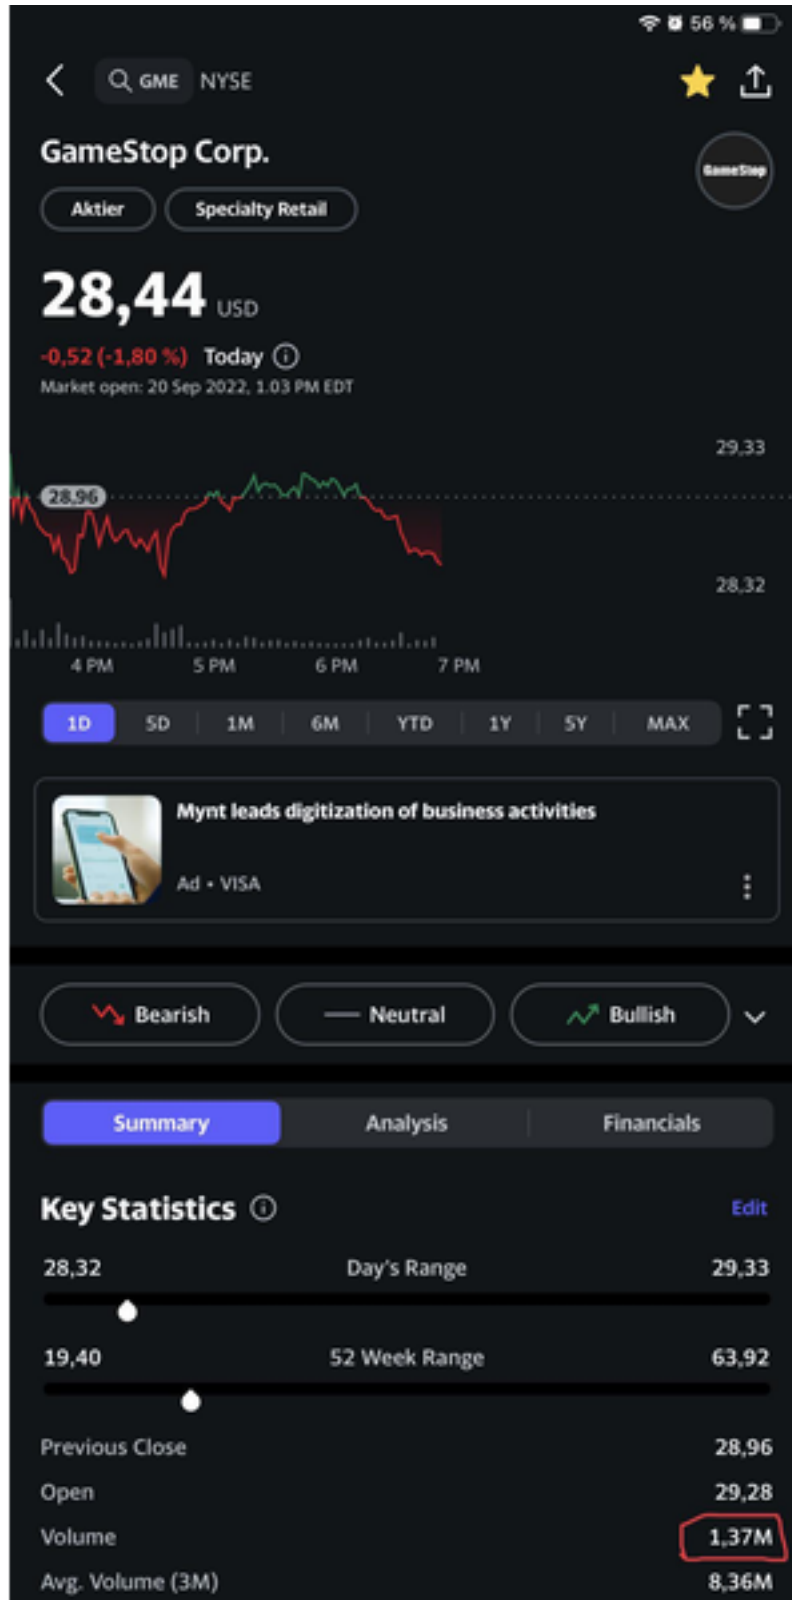 56 %
GME NYSE
GameStop Corp.
GameStop
Aktier Specialty Retail
28,44 USD
-0,52 (-1,80 %) Today
Market open: 20 Sep 2022, 1.03 PM EDT
29,33
28,96
28,32
4 PM 5 PM 6 PM 7 PM
1D 5D 1M 6M YTD 1Y 5Y MAX
Mynt leads digitization of business activities
Ad • VISA
Bearish Neutral Bullish
Summary Analysis Financials
Key Statistics Edit
28,32 Day's Range 29,33
19,40 52 Week Range 63,92
Previous Close 28,96
Open 29,28
Volume 1,37M
Avg. Volume (3M) 8,36M